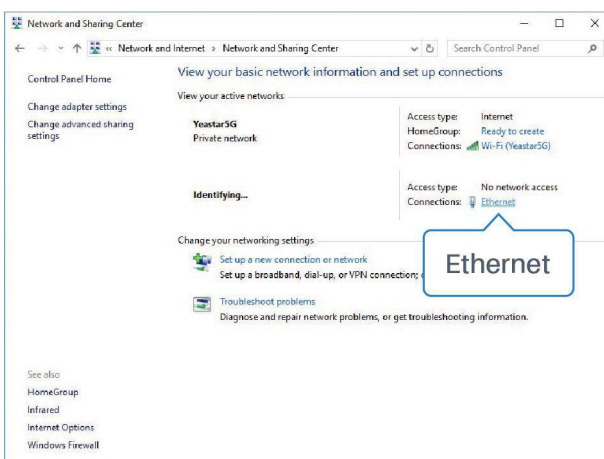 Network and Sharing Center
« Network and Internet › Network and Sharing Center
Search Control Panel
Control Panel Home
Change adapter settings
Change advanced sharing
settings
View your basic network information and set up connections
View your active networks
Yeastar5G
Private network
Access type: Internet
HomeGroup: Ready to create
Connections: Wi-Fi (Yeastar5G)
Identifying...
Access type: No network access
Connections: Ethernet
Ethernet
Change your networking settings
Set up a new connection or network
Set up a broadband, dial-up, or VPN connection;
Troubleshoot problems
Diagnose and repair network problems, or get troubleshooting information.
See also
HomeGroup
Infrared
Internet Options
Windows Firewall